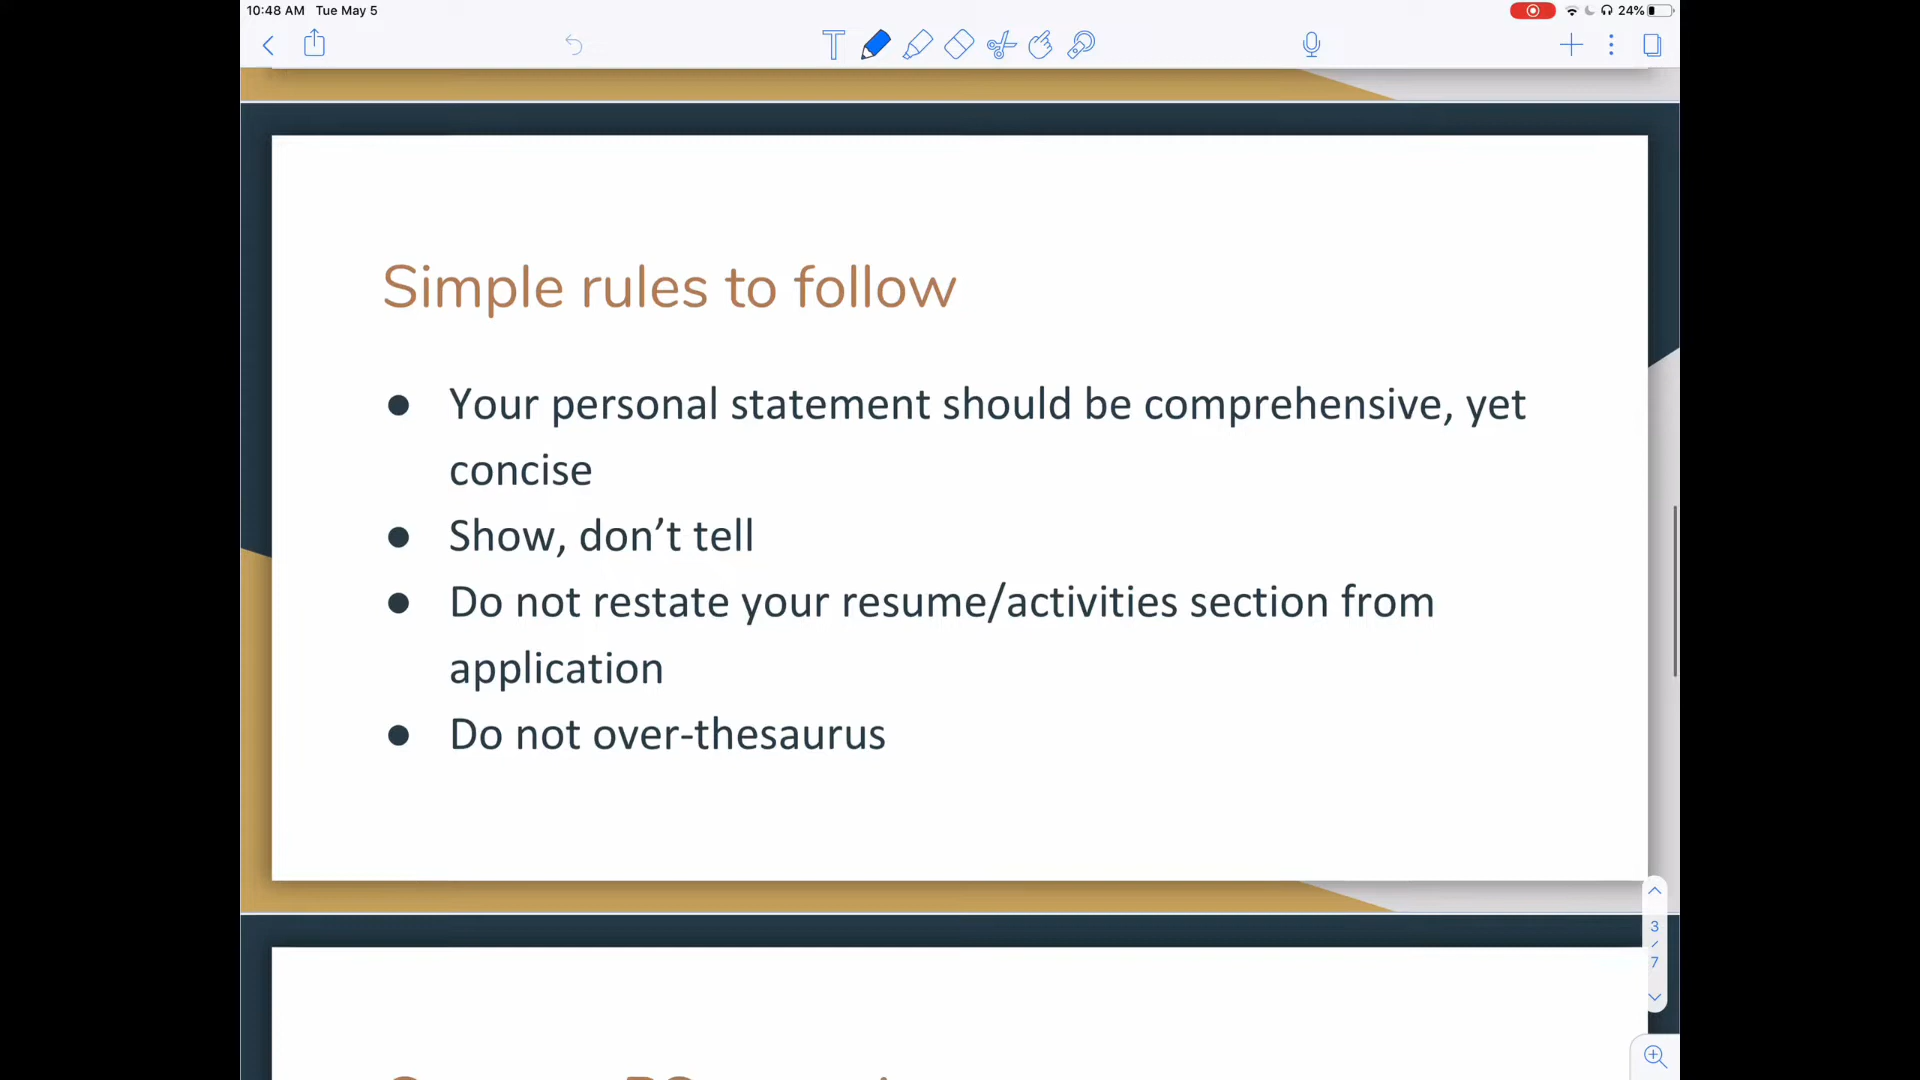 10:48 AM Tue May 5
24%
Simple rules to follow
● Your personal statement should be comprehensive, yet
concise
● Show, don’t tell
● Do not restate your resume/activities section from
application
● Do not over-thesaurus
3
/
7